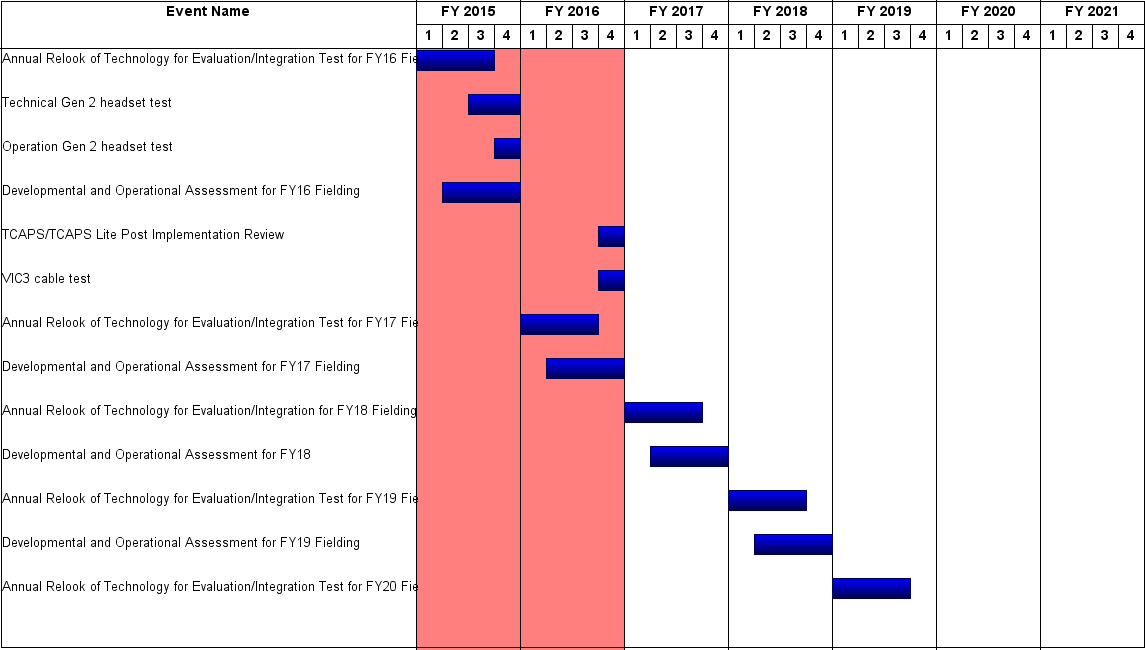 Event Name FY 2015 FY 2016 FY 2017 FY 2018 FY 2019 FY 2020 FY 2021
1 2 3 4 1 2 3 4 1 2 3 4 1 2 3 4 1 2 3 4 1 2 3 4 1 2 3 4
Annual Relook of Technology for Evaluation/Integration Test for FY16 Fie
Technical Gen 2 headset test
Operation Gen 2 headset test
Developmental and Operational Assessment for FY16 Fielding
TCAPS/TCAPS Lite Post Implementation Review
VIC3 cable test
Annual Relook of Technology for Evaluation/Integration Test for FY17 Fie
Developmental and Operational Assessment for FY17 Fielding
Annual Relook of Technology for Evaluation/Integration for FY18 Fielding
Developmental and Operational Assessment for FY18
Annual Relook of Technology for Evaluation/Integration Test for FY19 Fie
Developmental and Operational Assessment for FY19 Fielding
Annual Relook of Technology for Evaluation/Integration Test for FY20 Fie